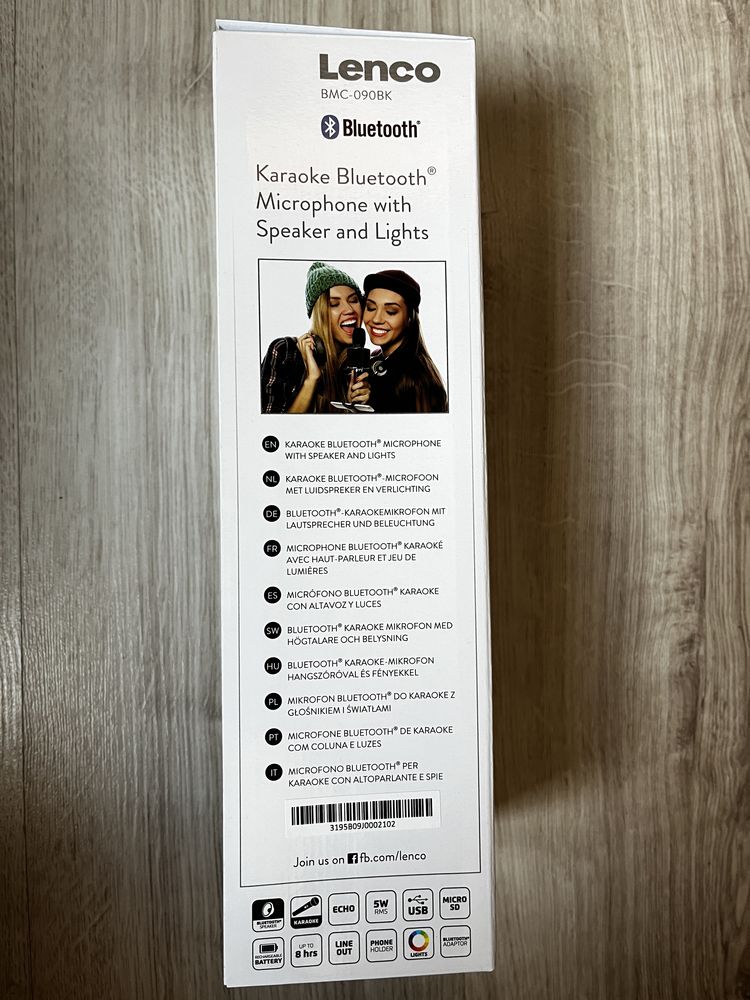 Lenco
BMC-090BK
Bluetooth®
Karaoke Bluetooth®
Microphone with
Speaker and Lights
EN KARAOKE BLUETOOTH® MICROPHONE
WITH SPEAKER AND LIGHTS
NL KARAOKE BLUETOOTH®-MICROFOON
MET LUIDSPREKER EN VERLICHTING
DE BLUETOOTH®-KARAOKEMIKROFON MIT
LAUTSPRECHER UND BELEUCHTUNG
FR MICROPHONE BLUETOOTH® KARAOKÉ
AVEC HAUT-PARLEUR ET JEU DE
LUMIÈRES
ES MICRÓFONO BLUETOOTH® KARAOKE
CON ALTAVOZ Y LUCES
SW BLUETOOTH® KARAOKE MIKROFON MED
HÖGTALARE OCH BELYSNING
HU BLUETOOTH® KARAOKE-MIKROFON
HANGSZÓRÓVAL ÉS FÉNYEKKEL
PL MIKROFON BLUETOOTH® DO KARAOKE Z
GŁOŚNIKIEM I ŚWIATŁAMI
PT MICROFONE BLUETOOTH® DE KARAOKE
COM COLUNA E LUZES
IT MICROFONO BLUETOOTH® PER
KARAOKE CON ALTOPARLANTE E SPIE
3195B09J0002102
Join us on fb.com/lenco
BLUETOOTH®
SPEAKER
KARAOKE
ECHO
5W
RMS
USB
MICRO
SD
RECHARGEABLE
BATTERY
UP TO
8 hrs
LINE
OUT
PHONE
HOLDER
LIGHTS
BLUETOOTH®
ADAPTOR